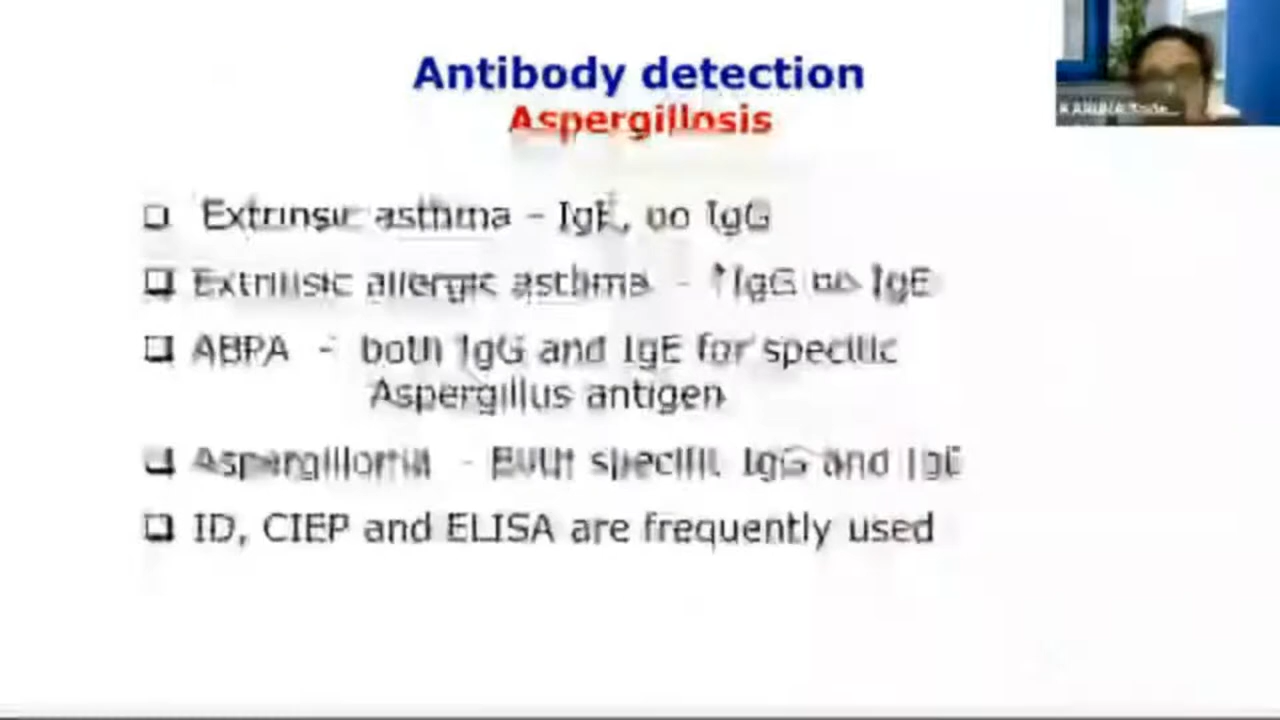 Antibody detection
Aspergillosis
❑ Extrinsic asthma – IgE, no IgG
❑ Extrinsic allergic asthma - ↑IgG no IgE
❑ ABPA - both IgG and IgE for specific
Aspergillus antigen
❑ Aspergilloma - Both specific IgG and IgE
❑ ID, CIEP and ELISA are frequently used